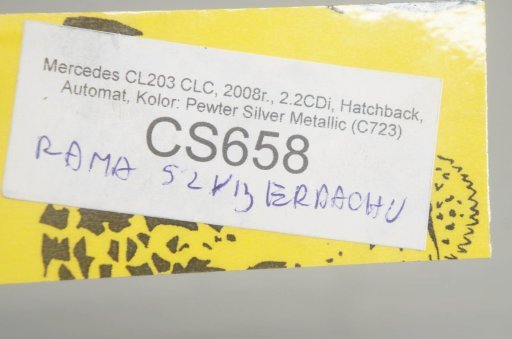 Mercedes CL203 CLC, 2008r., 2.2CDi, Hatchback,
Automat, Kolor: Pewter Silver Metallic (C723)
CS658
RAMA SZYBERDACHU